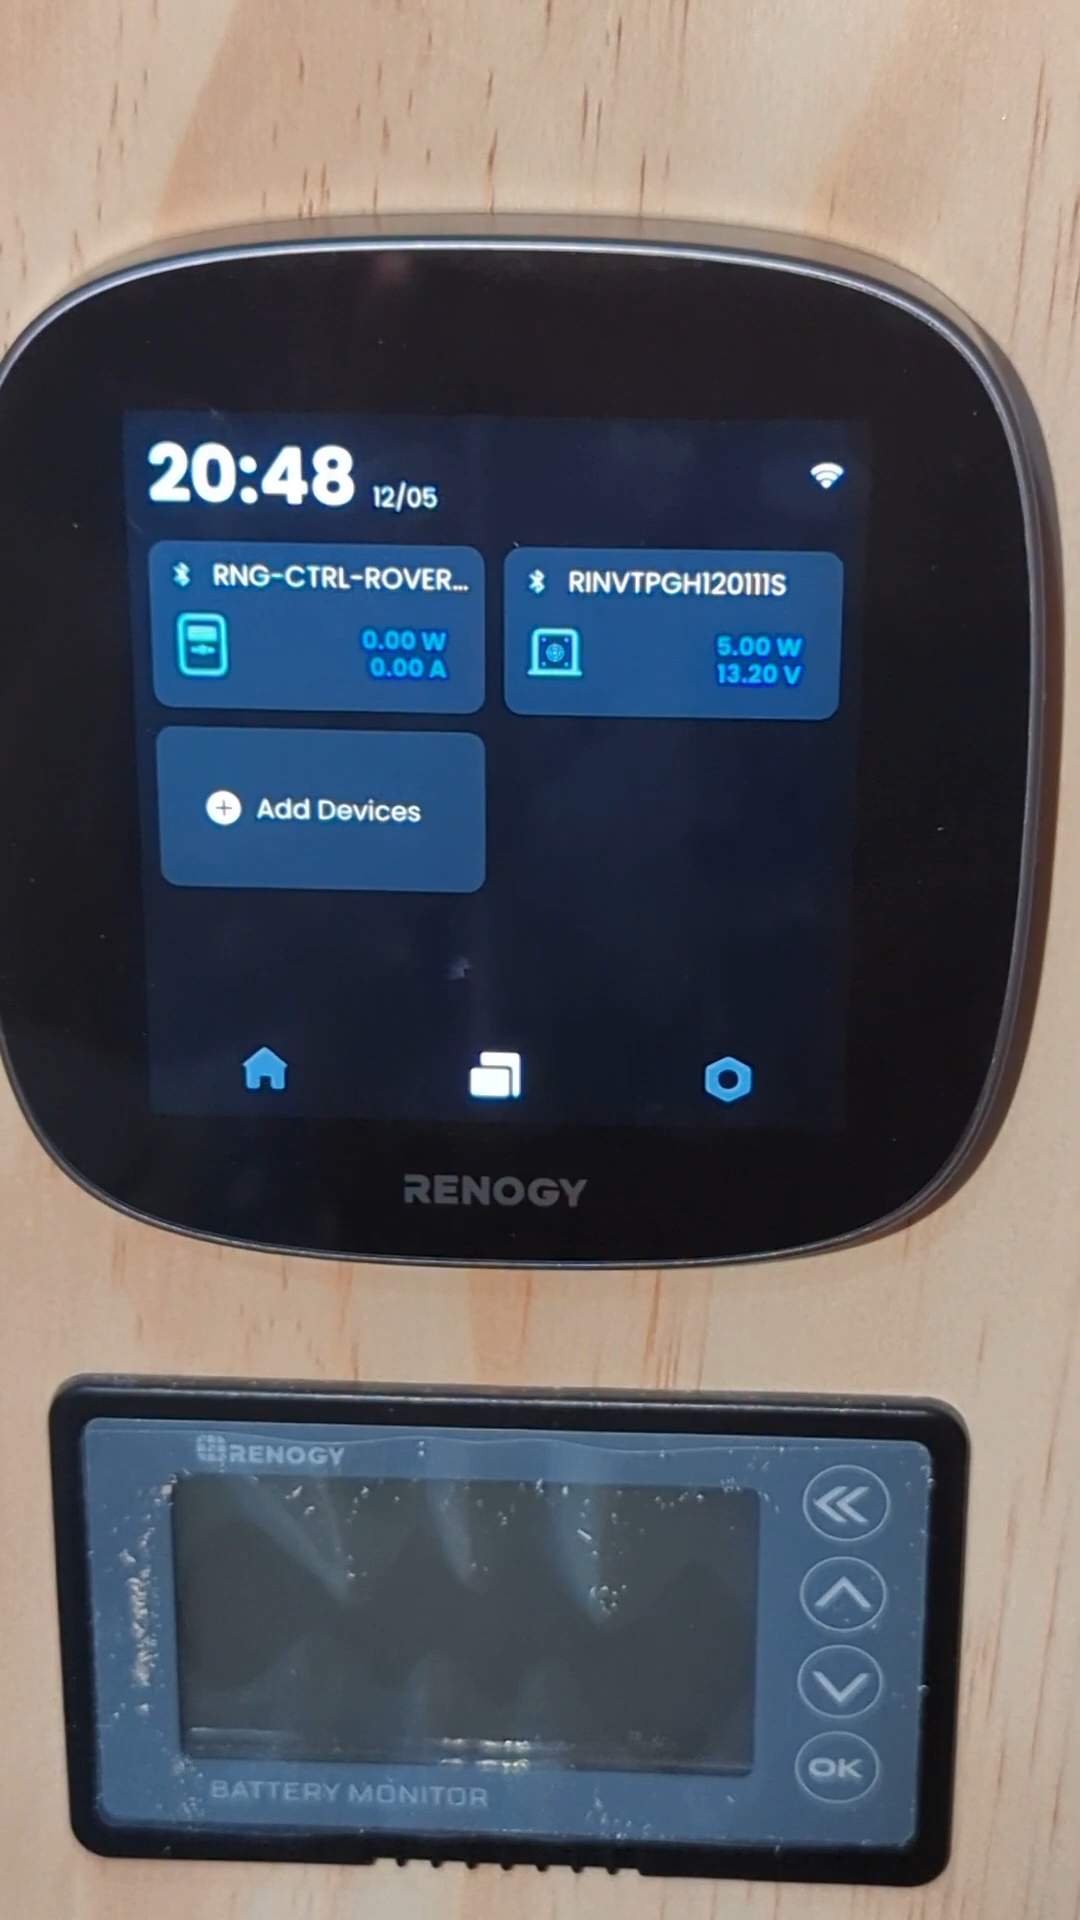 20:48 12/05
RNG-CTRL-ROVER...
0.00 W
0.00 A
RINVTPGH120111S
5.00 W
13.20 V
Add Devices
RENOGY
RENOGY
BATTERY MONITOR
OK